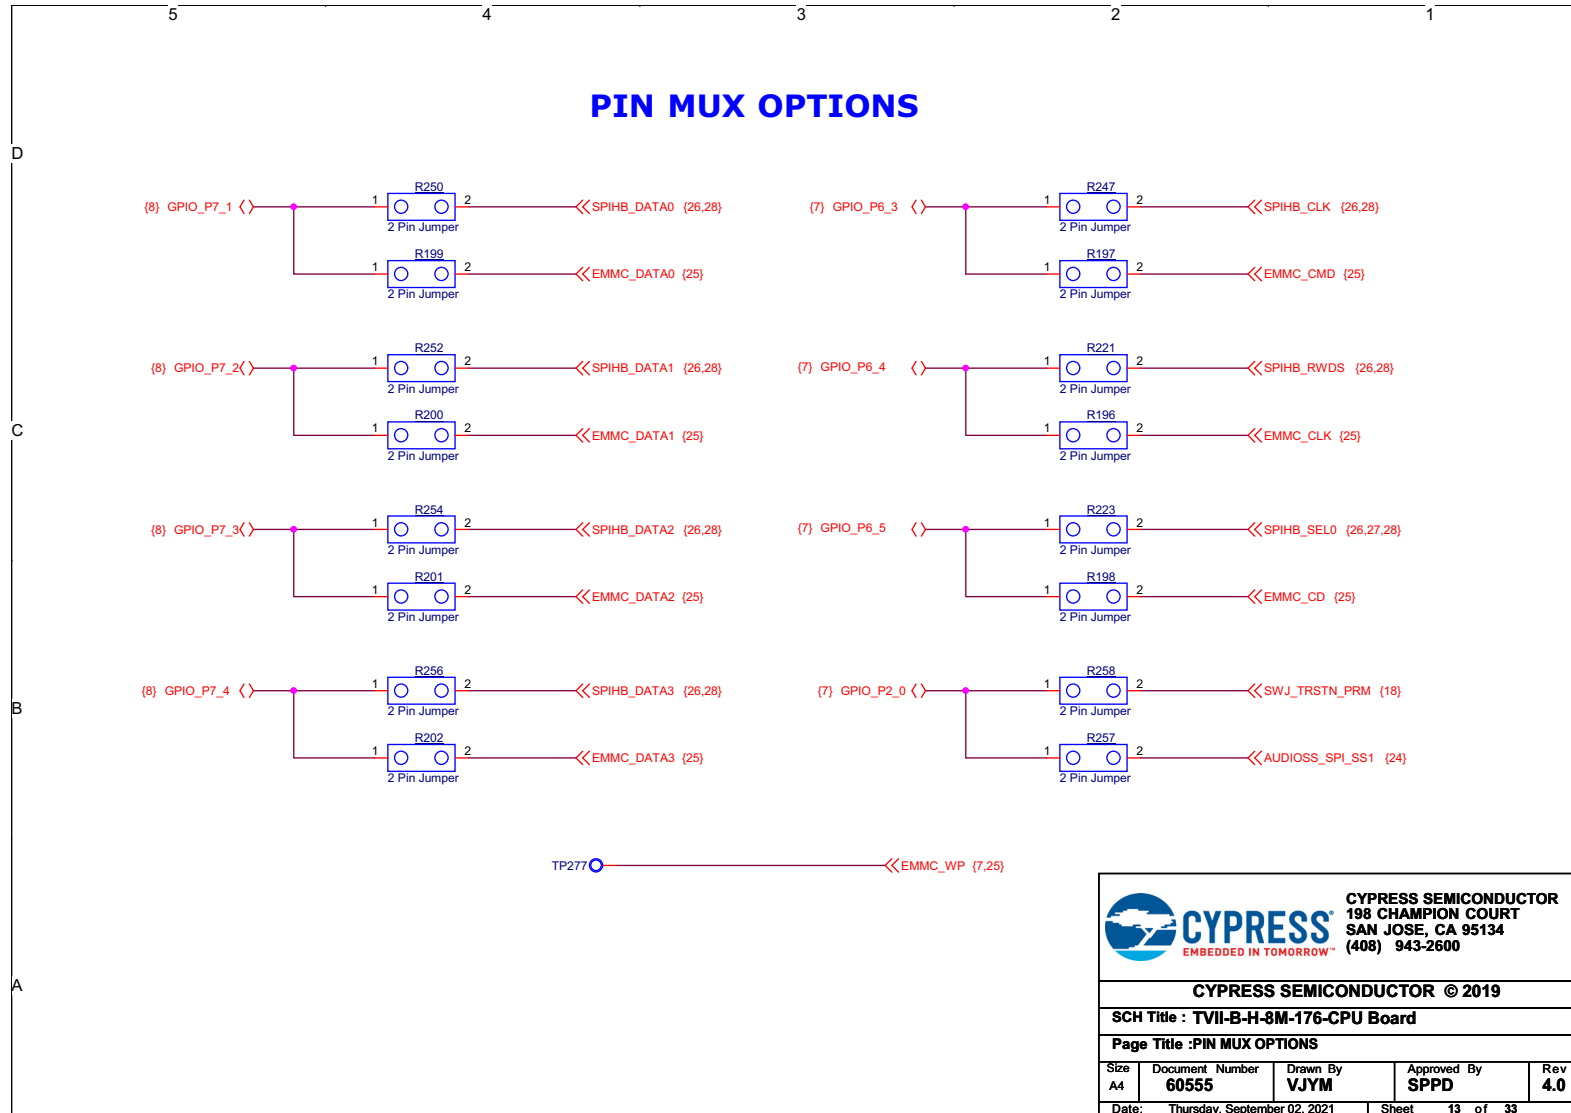 5 4 3 2 1
PIN MUX OPTIONS
D
C
B
A
R250
{8} GPIO_P7_1 1 2 SPIHB_DATA0 {26,28}
2 Pin Jumper
R199
1 2 EMMC_DATA0 {25}
2 Pin Jumper
R252
{8} GPIO_P7_2 1 2 SPIHB_DATA1 {26,28}
2 Pin Jumper
R200
1 2 EMMC_DATA1 {25}
2 Pin Jumper
R254
{8} GPIO_P7_3 1 2 SPIHB_DATA2 {26,28}
2 Pin Jumper
R201
1 2 EMMC_DATA2 {25}
2 Pin Jumper
R256
{8} GPIO_P7_4 1 2 SPIHB_DATA3 {26,28}
2 Pin Jumper
R202
1 2 EMMC_DATA3 {25}
2 Pin Jumper
R247
{7} GPIO_P6_3 1 2 SPIHB_CLK {26,28}
2 Pin Jumper
R197
1 2 EMMC_CMD {25}
2 Pin Jumper
R221
{7} GPIO_P6_4 1 2 SPIHB_RWDS {26,28}
2 Pin Jumper
R196
1 2 EMMC_CLK {25}
2 Pin Jumper
R223
{7} GPIO_P6_5 1 2 SPIHB_SEL0 {26,27,28}
2 Pin Jumper
R198
1 2 EMMC_CD {25}
2 Pin Jumper
R258
{7} GPIO_P2_0 1 2 SWJ_TRSTN_PRM {18}
2 Pin Jumper
R257
1 2 AUDIOSS_SPI_SS1 {24}
2 Pin Jumper
TP277 EMMC_WP {7,25}
CYPRESS
EMBEDDED IN TOMORROW™
CYPRESS SEMICONDUCTOR
198 CHAMPION COURT
SAN JOSE, CA 95134
(408) 943-2600
CYPRESS SEMICONDUCTOR © 2019
SCH Title : TVII-B-H-8M-176-CPU Board
Page Title :PIN MUX OPTIONS
Size Document Number Drawn By Approved By Rev
A4 60555 VJYM SPPD 4.0
Date: Thursday, September 02, 2021 Sheet 13 of 33